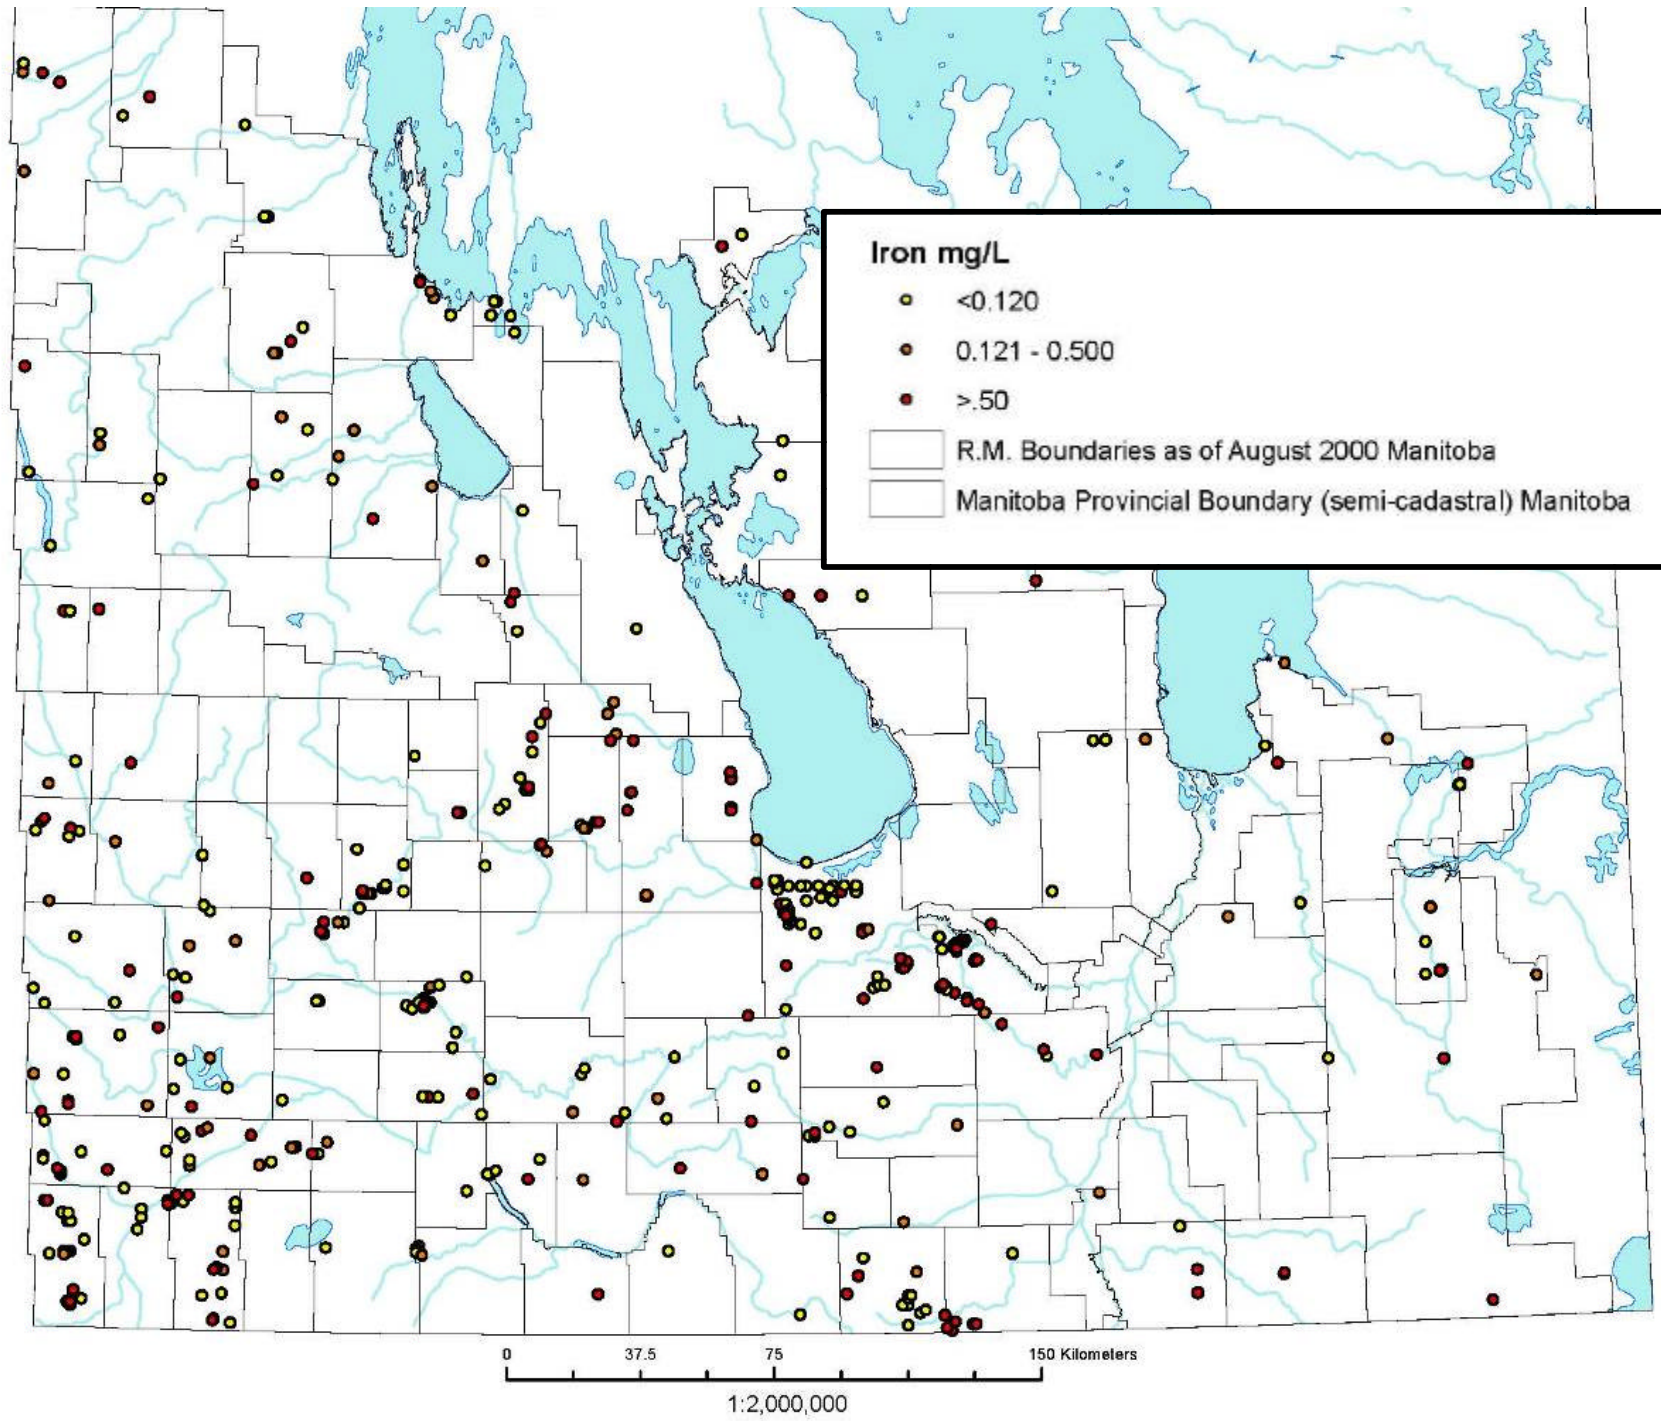 Iron mg/L
<0.120
0.121 - 0.500
>.50
R.M. Boundaries as of August 2000 Manitoba
Manitoba Provincial Boundary (semi-cadastral) Manitoba
0 37.5 75 150 Kilometers
1:2,000,000